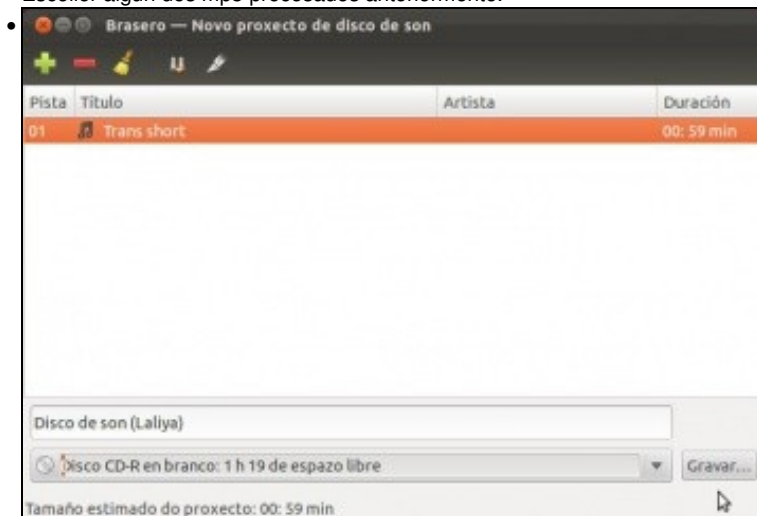 Escoller algún dos mp3 procesados anteriormente.
Brasero — Novo proxecto de disco de son
Pista Título Artista Duración
01 Trans short 00: 59 min
Disco de son (Laliya)
Disco CD-R en branco: 1 h 19 de espazo libre
Gravar...
Tamaño estimado do proxecto: 00: 59 min